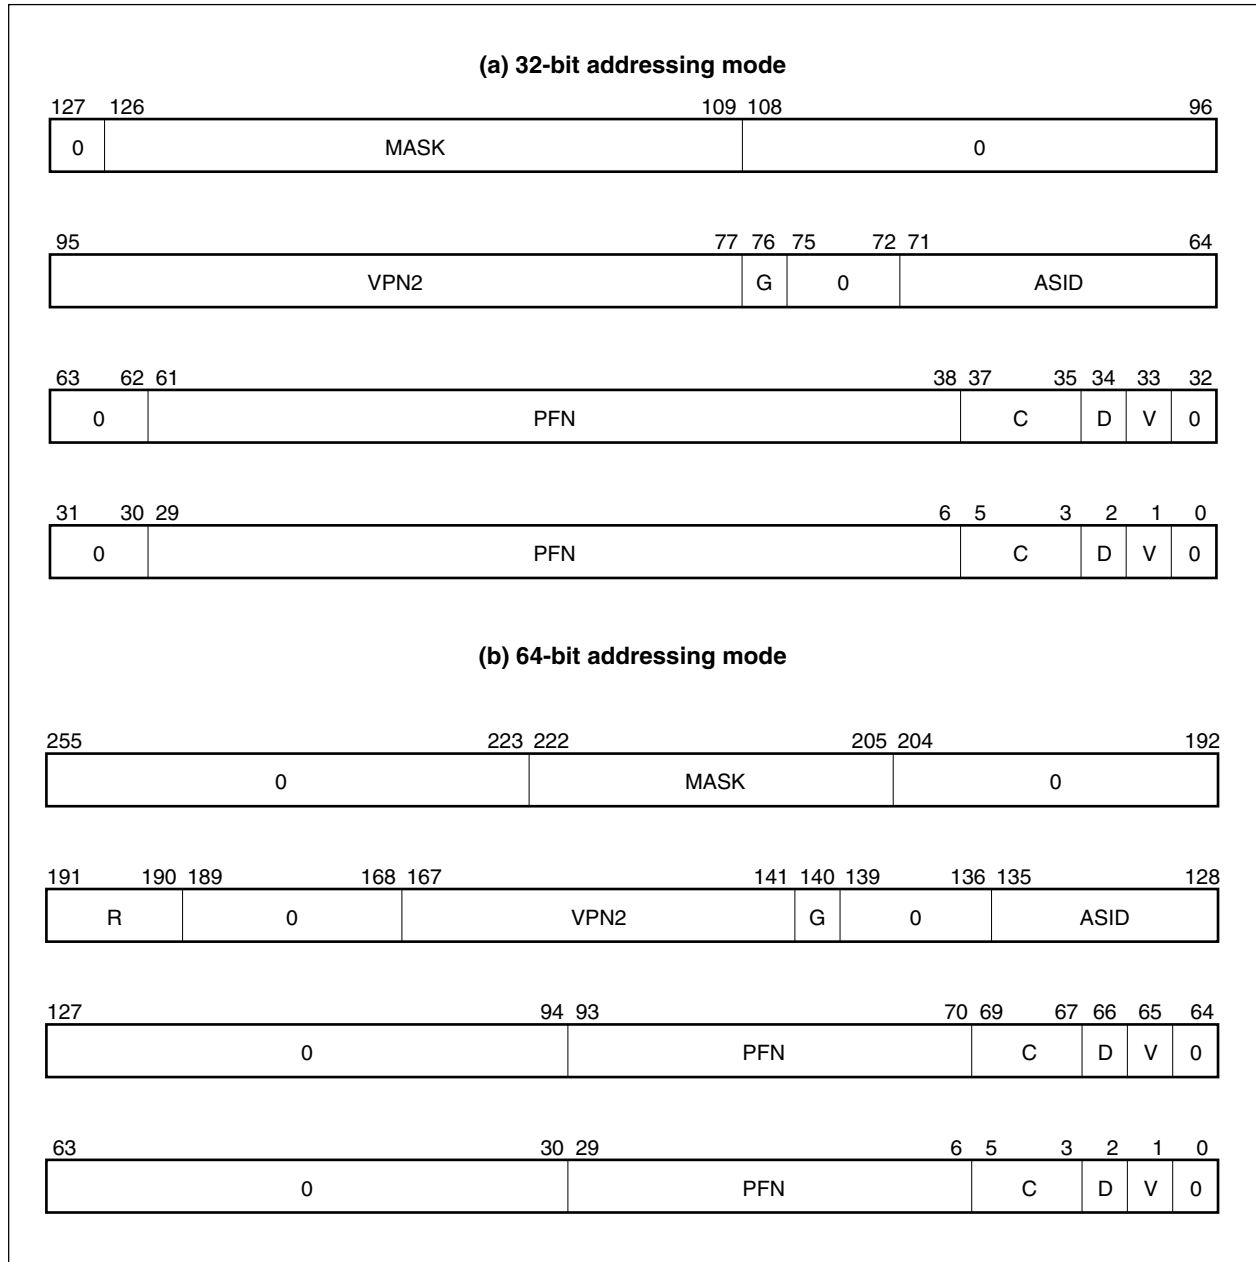 (a) 32-bit addressing mode
127 126 109 108 96
0 MASK 0
95 77 76 75 72 71 64
VPN2 G 0 ASID
63 62 61 38 37 35 34 33 32
0 PFN C D V 0
31 30 29 6 5 3 2 1 0
0 PFN C D V 0
(b) 64-bit addressing mode
255 223 222 205 204 192
0 MASK 0
191 190 189 168 167 141 140 139 136 135 128
R 0 VPN2 G 0 ASID
127 94 93 70 69 67 66 65 64
0 PFN C D V 0
63 30 29 6 5 3 2 1 0
0 PFN C D V 0